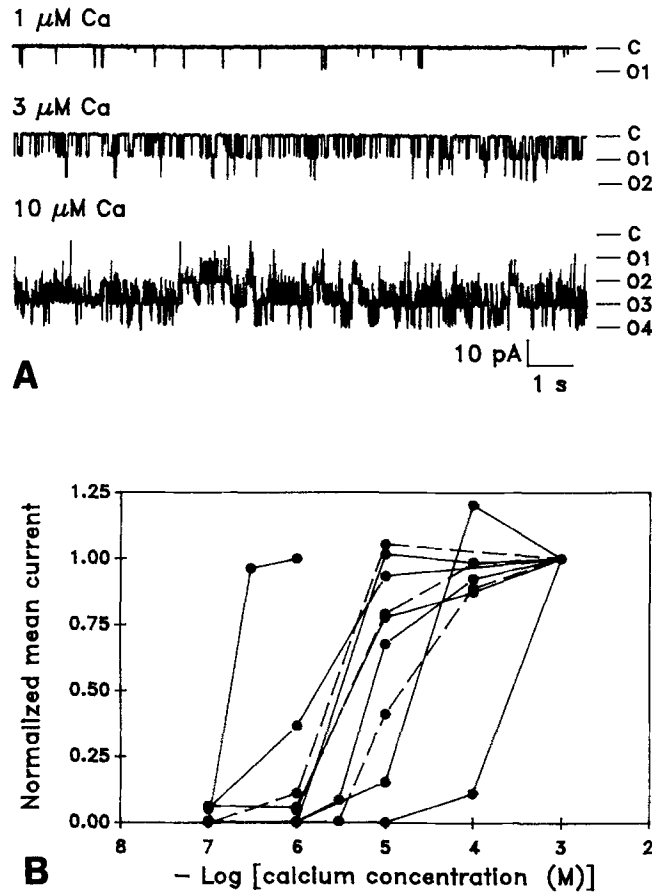 1 μM Ca
C
O1
3 μM Ca
C
O1
O2
10 μM Ca
C
O1
O2
O3
O4
10 pA
1 s
A
Normalized mean current
1.25
1.00
0.75
0.50
0.25
0.00
8 7 6 5 4 3 2
B
– Log [calcium concentration (M)]